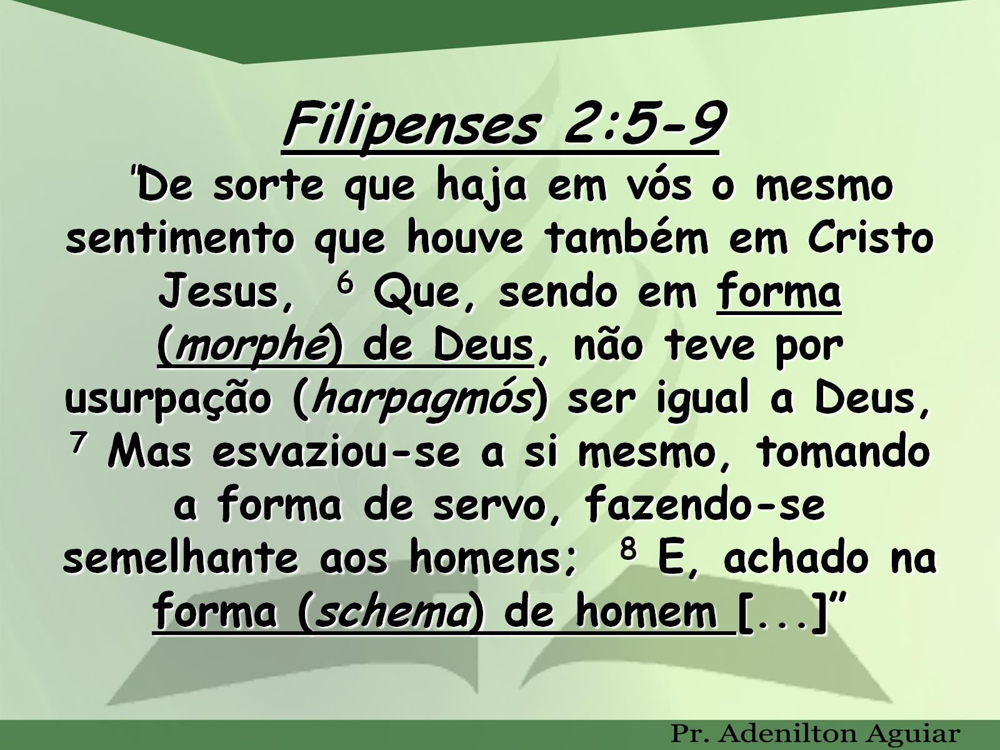 Filipenses 2:5-9
"De sorte que haja em vós o mesmo
sentimento que houve também em Cristo
Jesus, 6 Que, sendo em forma
(morphé) de Deus, não teve por
usurpação (harpagmós) ser igual a Deus,
7 Mas esvaziou-se a si mesmo, tomando
a forma de servo, fazendo-se
semelhante aos homens; 8 E, achado na
forma (schema) de homem [...]”
Pr. Adenilton Aguiar